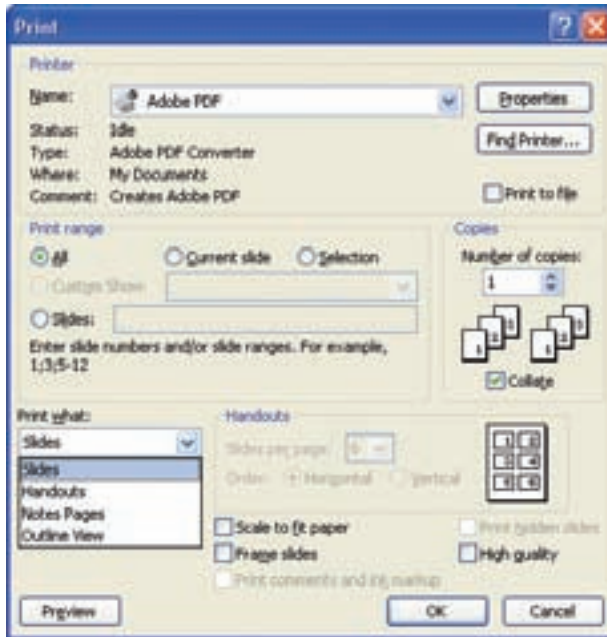 Print
Printer
Name: Adobe PDF Properties
Status: Idle
Type: Adobe PDF Converter Find Printer...
Where: My Documents
Comment: Creates Adobe PDF Print to file
Print range Copies
All Current slide Selection Number of copies:
Custom Show: 1
Slides:
Enter slide numbers and/or slide ranges. For example,
1;3;5-12
Collate
Print what: Handouts
Slides Slides per page: 6
Slides Order: Horizontal Vertical
Handouts
Notes Pages Scale to fit paper Print hidden slides
Outline View Frame slides High quality
Print comments and ink markup
Preview OK Cancel